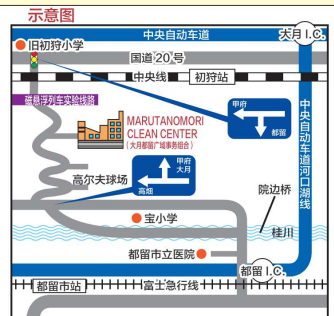 示意图
中央自动车道
大月 I.C.
旧初狩小学
国道20号
中央线
初狩站
磁悬浮列车实验线路
MARUTANOMORI
CLEAN CENTER
(大月都留广域事务组合)
甲府
都留
中央自动车道河口湖线
甲府
大月
高畑
高尔夫球场
院边桥
宝小学
桂川
都留市立医院
都留 I.C.
都留市站
富士急行线